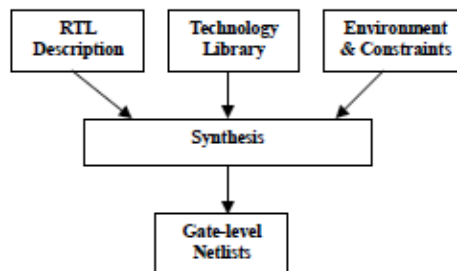 RTL
Description
Technology
Library
Environment
& Constraints
Synthesis
Gate-level
Netlists